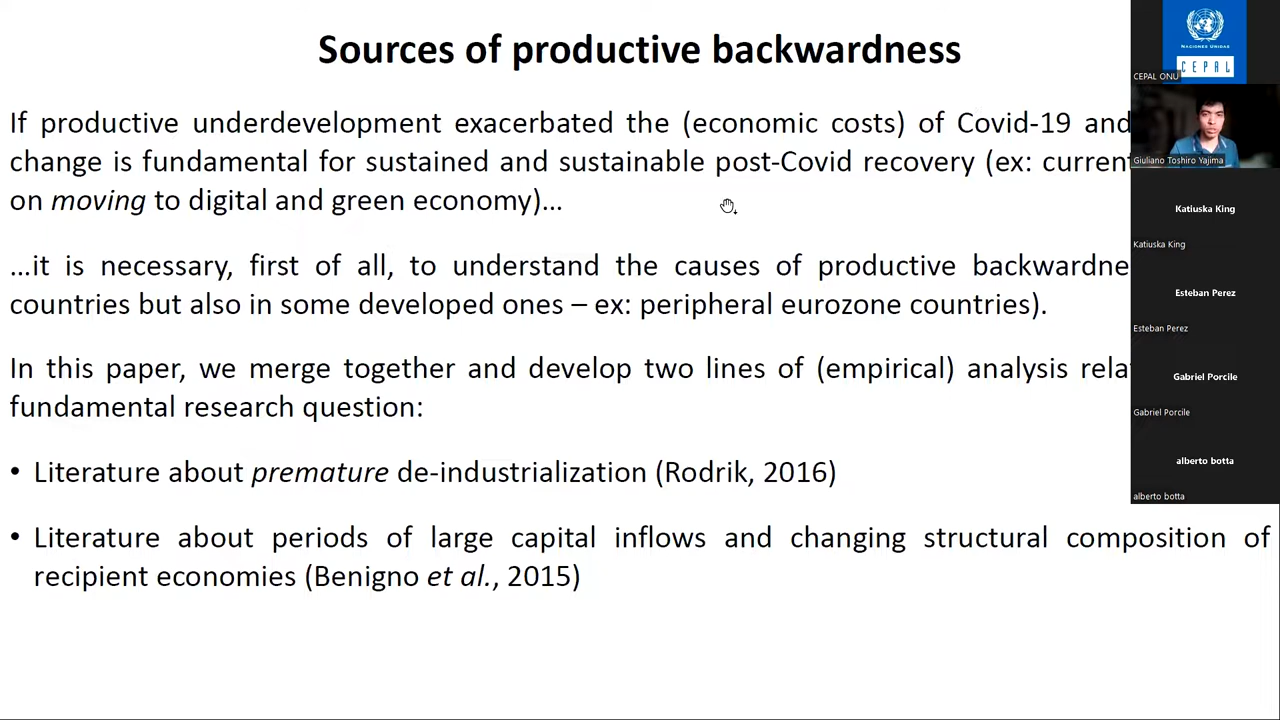 Sources of productive backwardness
If productive underdevelopment exacerbated the (economic costs) of Covid-19 and
change is fundamental for sustained and sustainable post-Covid recovery (ex: current
on moving to digital and green economy)…
…it is necessary, first of all, to understand the causes of productive
countries but also in some developed ones – ex: peripheral eurozone countries).
In this paper, we merge together and develop two lines of (empirical) analysis
fundamental research question:
• Literature about premature de-industrialization (Rodrik, 2016)
• Literature about periods of large capital inflows and changing structural composition of
recipient economies (Benigno et al., 2015)
NACIONES UNIDAS
CEPAL
CEPAL ONU
Giuliano Toshiro Yajima
Katiuska King
Katiuska King
Esteban Perez
Esteban Perez
Gabriel Porcile
Gabriel Porcile
alberto botta
alberto botta